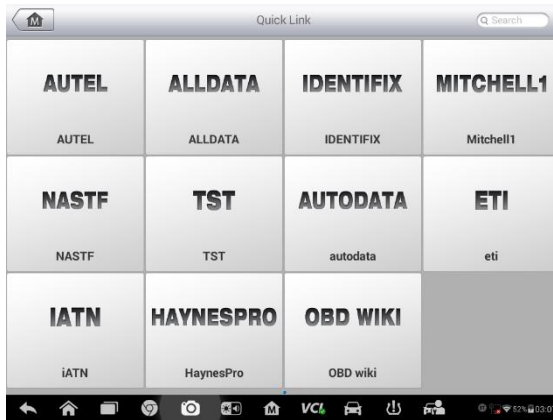 Quick Link
Search
AUTEL
ALLDATA
IDENTIFIX
MITCHELL1
AUTEL
ALLDATA
IDENTIFIX
Mitchell1
NASTF
TST
AUTODATA
ETI
NASTF
TST
autodata
eti
IATN
HAYNESPRO
OBD WIKI
iATN
HaynesPro
OBD wiki
M
VCI
52%